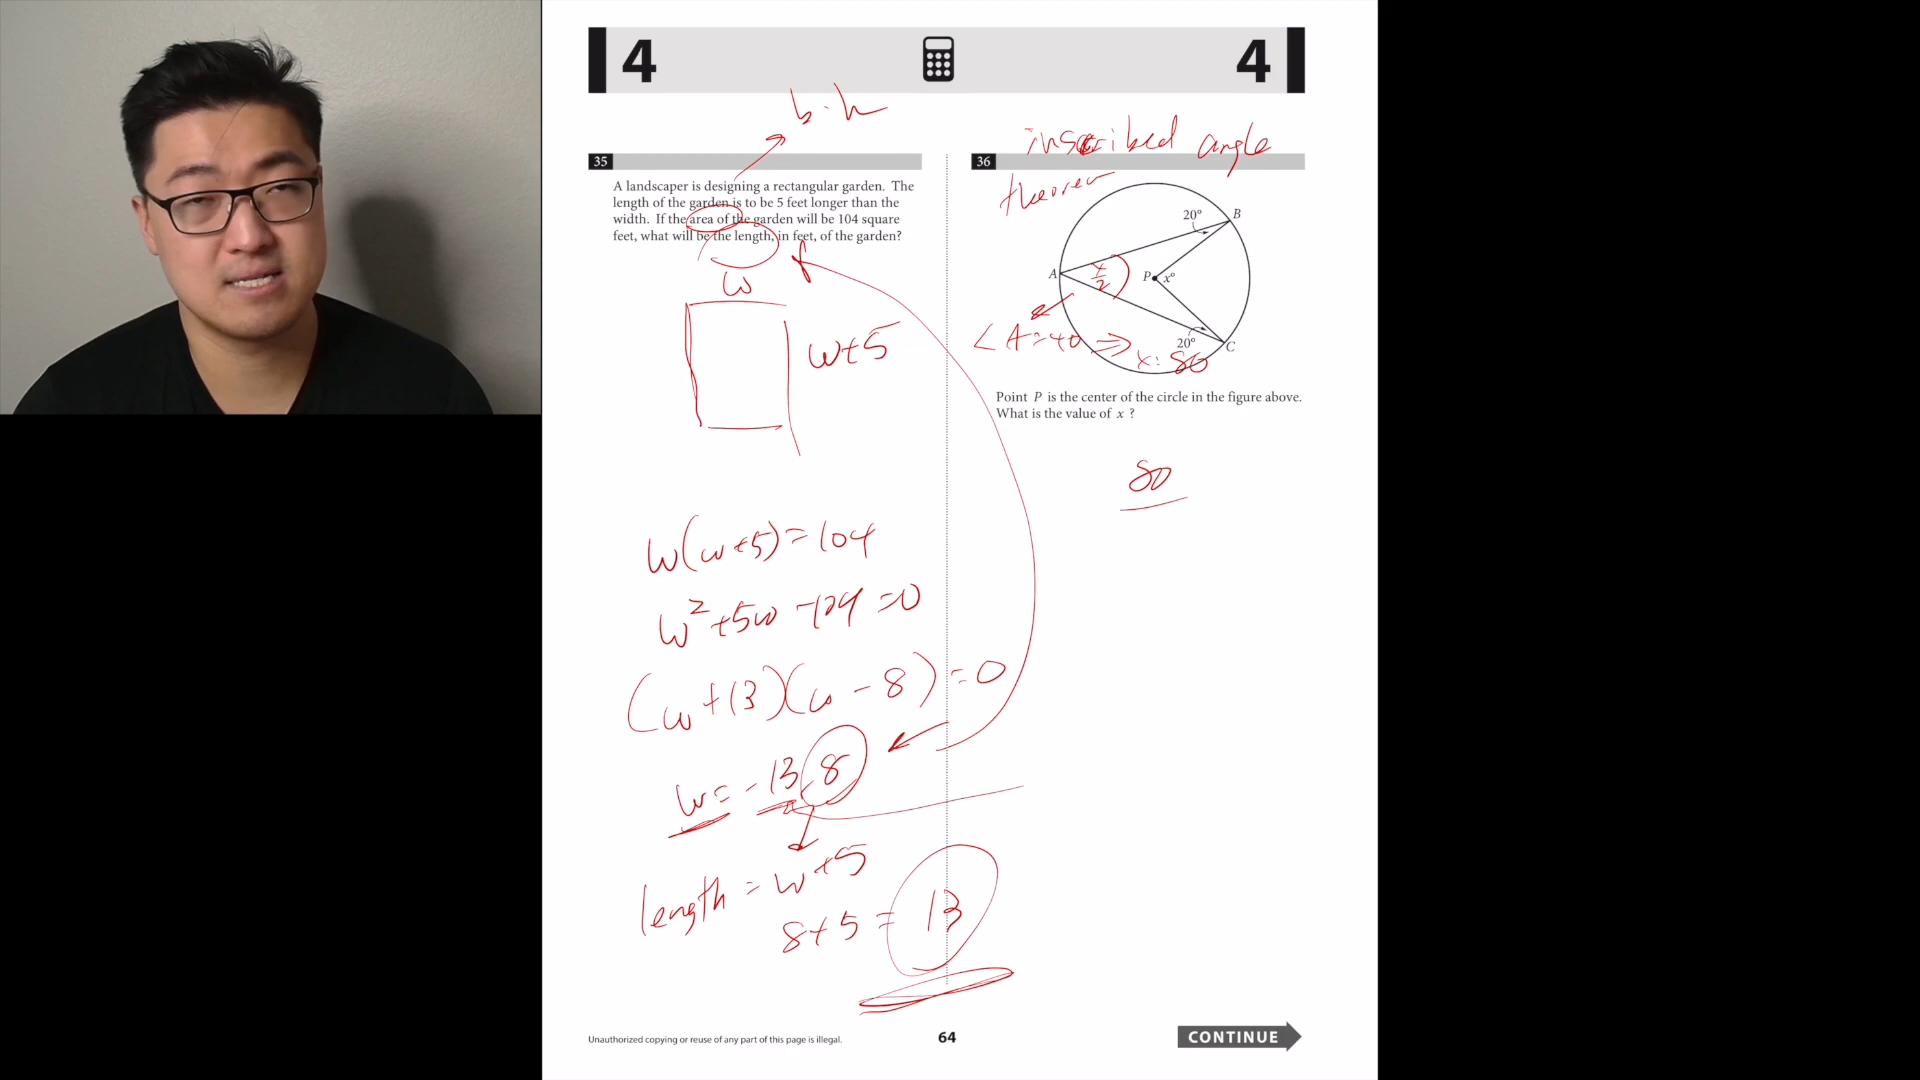 4 4
b·h
35
A landscaper is designing a rectangular garden. The
length of the garden is to be 5 feet longer than the
width. If the area of the garden will be 104 square
feet, what will be the length, in feet, of the garden?
w
w+5
w(w+5)=104
w²+5w-104=0
(w+13)(w-8)=0
w=-13, 8
length = w+5
8+5=13
36
inscribed angle
theorem
20°
B
A
x/2
P
x°
∠A=40 ⇒
20°
C
x=80
Point P is the center of the circle in the figure above.
What is the value of x ?
80
Unauthorized copying or reuse of any part of this page is illegal.
64
CONTINUE